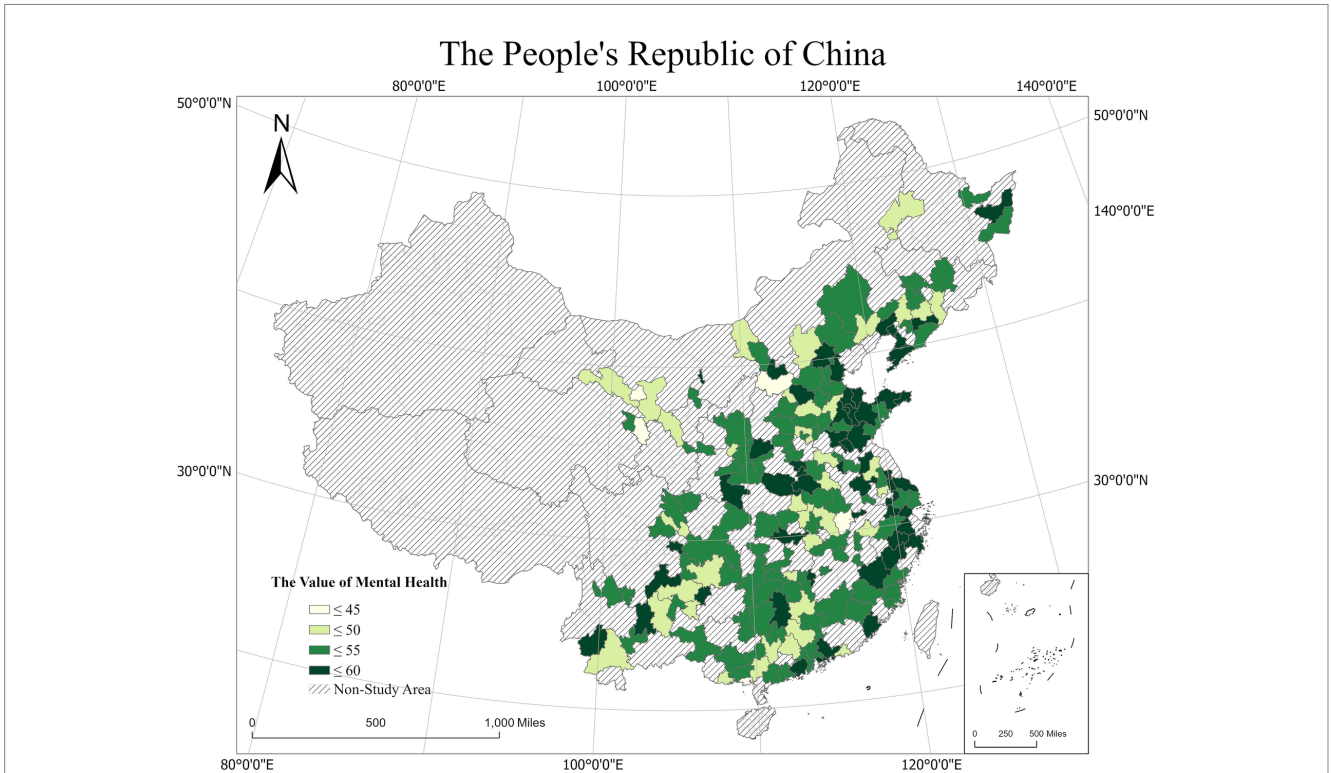 The People's Republic of China
80°0'0"E
100°0'0"E
120°0'0"E
140°0'0"E
50°0'0"N
50°0'0"N
N
140°0'0"E
30°0'0"N
30°0'0"N
The Value of Mental Health
≤ 45
≤ 50
≤ 55
≤ 60
Non-Study Area
0 500 1,000 Miles
0 250 500 Miles
80°0'0"E
100°0'0"E
120°0'0"E